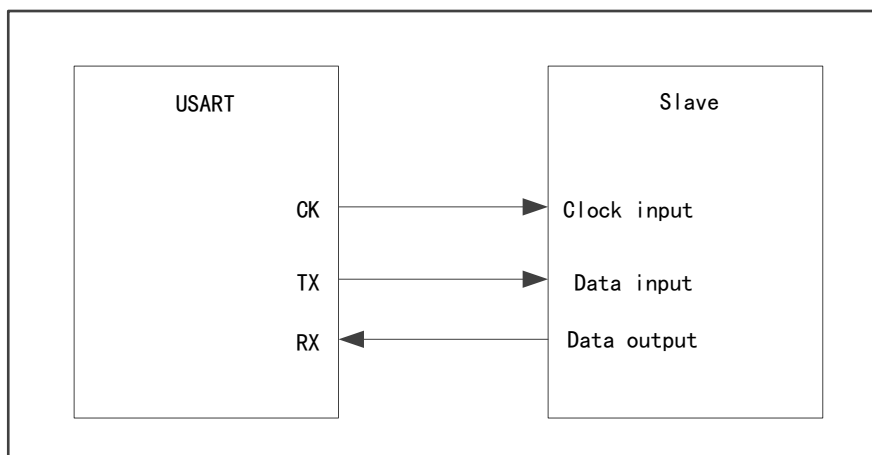 USART
Slave
CK
Clock input
TX
Data input
RX
Data output